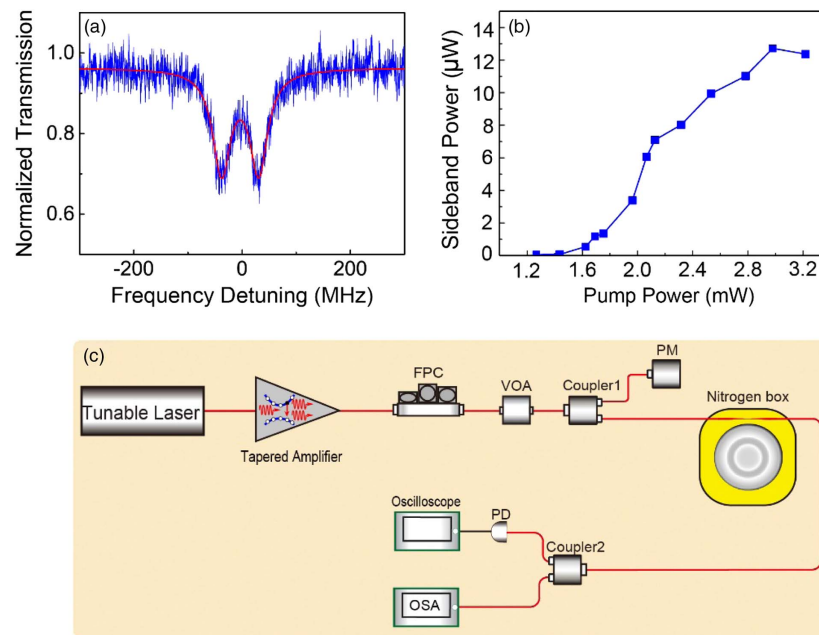 (a)
Normalized Transmission
1.0
0.8
0.6
-200 0 200
Frequency Detuning (MHz)
(b)
Sideband Power (μW)
14
12
10
8
6
4
2
0
1.2 1.6 2.0 2.4 2.8 3.2
Pump Power (mW)
(c)
Tunable Laser
Tapered Amplifier
FPC
VOA
Coupler1
PM
Nitrogen box
Oscilloscope
PD
Coupler2
OSA